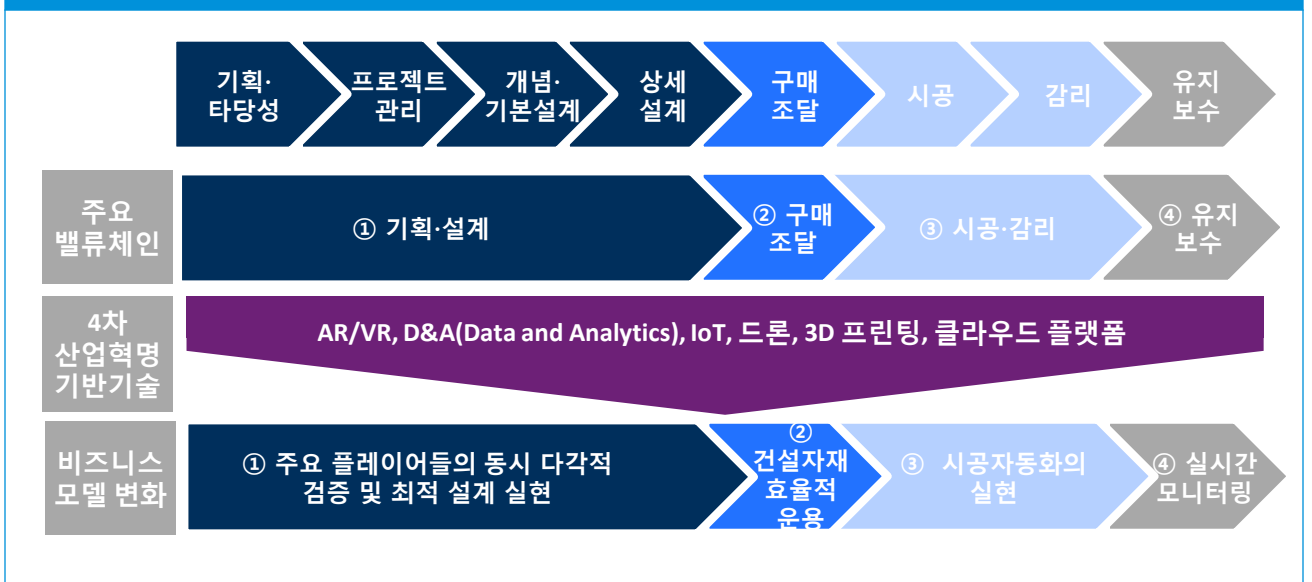 기획·
타당성
프로젝트
관리
개념·
기본설계
상세
설계
구매
조달
시공
감리
유지
보수
주요
밸류체인
① 기획·설계
② 구매
조달
③ 시공·감리
④ 유지
보수
4차
산업혁명
기반기술
AR/VR, D&A(Data and Analytics), IoT, 드론, 3D 프린팅, 클라우드 플랫폼
비즈니스
모델 변화
① 주요 플레이어들의 동시 다각적
검증 및 최적 설계 실현
②
건설자재
효율적
운용
③ 시공자동화의
실현
④ 실시간
모니터링